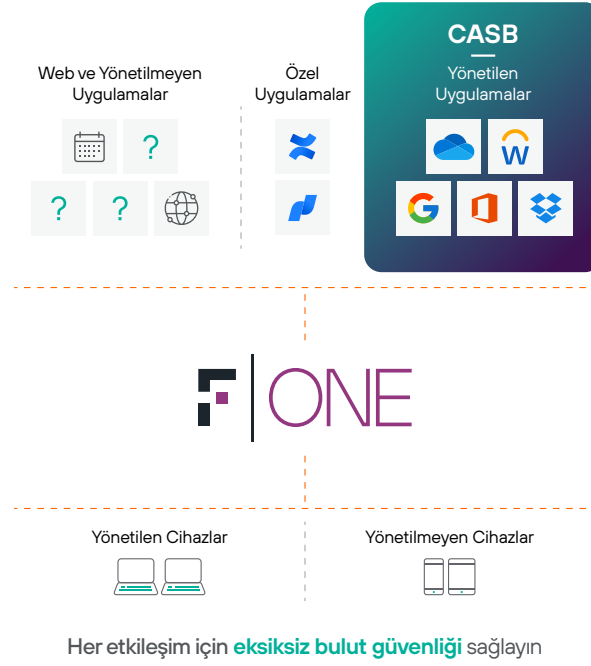 Web ve Yönetilmeyen
Uygulamalar
Özel
Uygulamalar
CASB
Yönetilen
Uygulamalar
?
W
?
?
G
F|ONE
Yönetilen Cihazlar
Yönetilmeyen Cihazlar
Her etkileşim için eksiksiz bulut güvenliği sağlayın